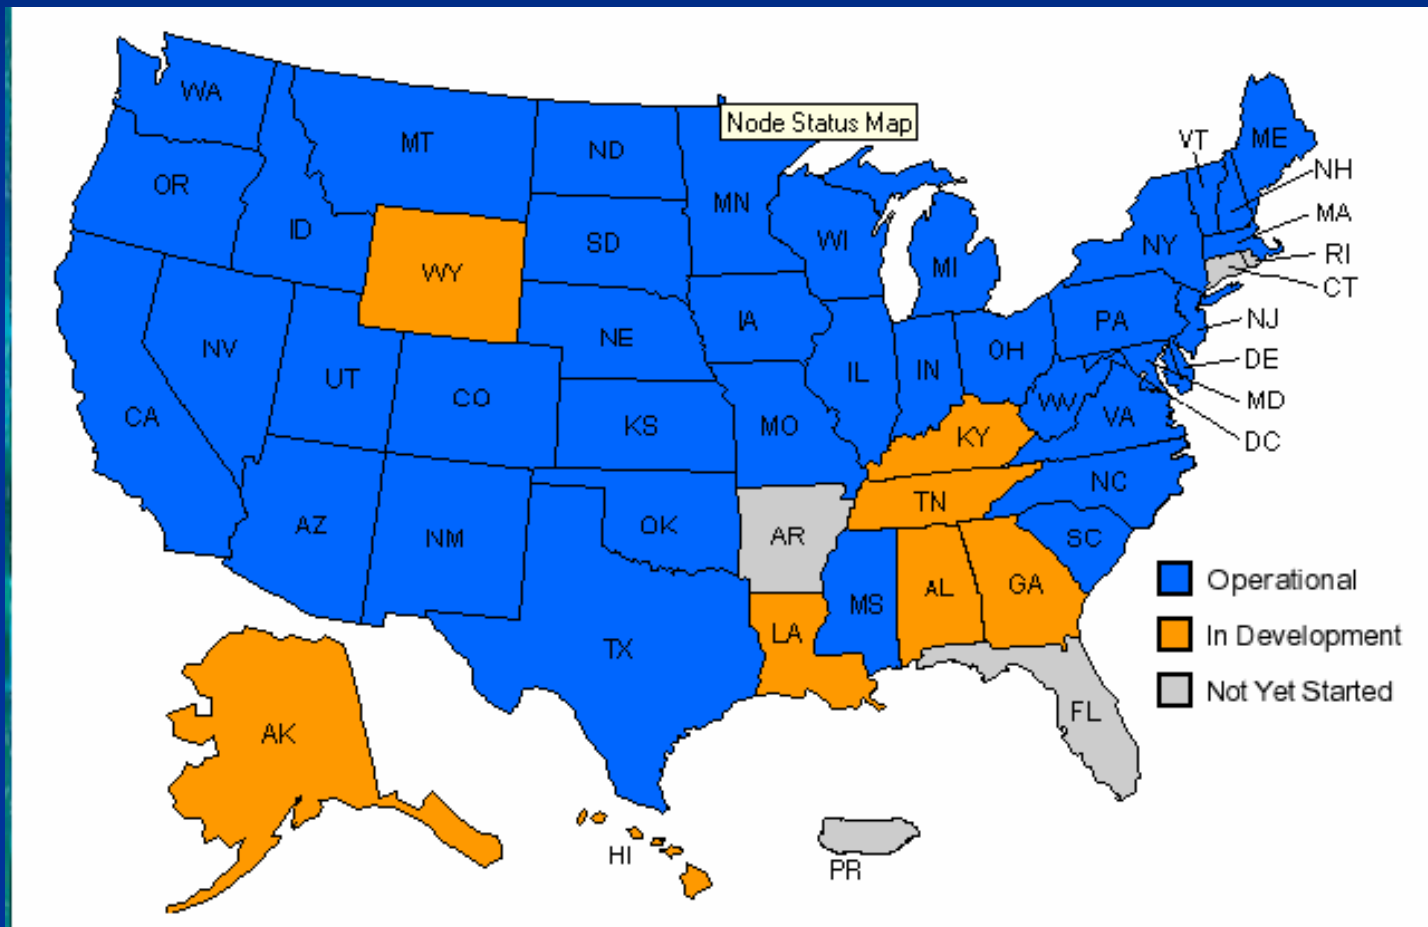 WA
MT
ND
Node Status Map
VT
ME
NH
OR
MN
MA
ID
SD
WI
NY
RI
WY
MI
CT
IA
PA
NJ
NV
NE
OH
DE
UT
IL
IN
CO
MD
CA
KS
MO
WV
VA
DC
KY
NC
AZ
NM
OK
AR
TN
SC
Operational
MS
AL
GA
In Development
LA
TX
Not Yet Started
FL
AK
HI
PR